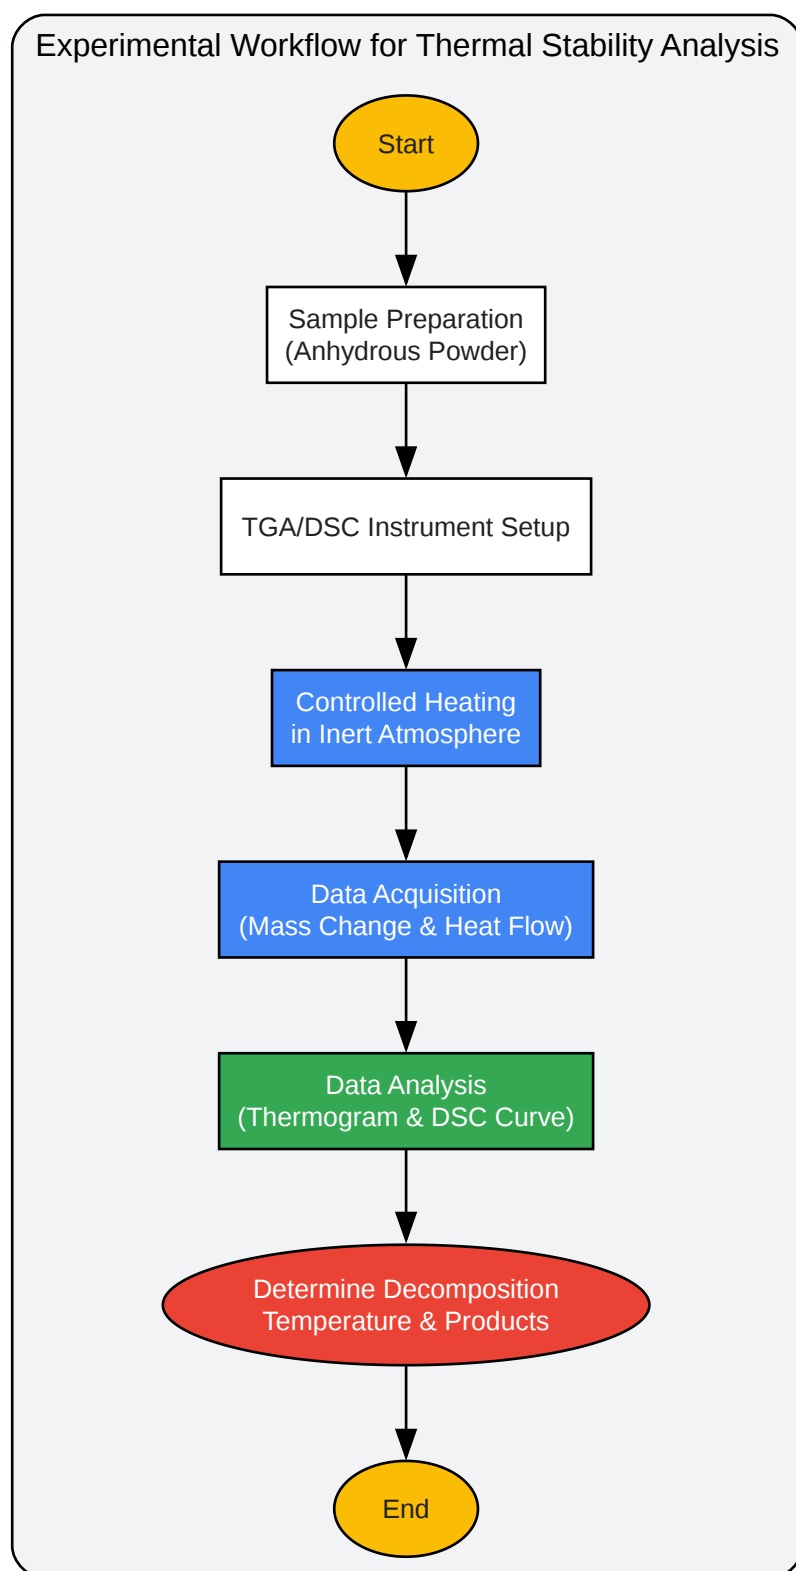 Experimental Workflow for Thermal Stability Analysis
Start
Sample Preparation
(Anhydrous Powder)
TGA/DSC Instrument Setup
Controlled Heating
in Inert Atmosphere
Data Acquisition
(Mass Change & Heat Flow)
Data Analysis
(Thermogram & DSC Curve)
Determine Decomposition
Temperature & Products
End